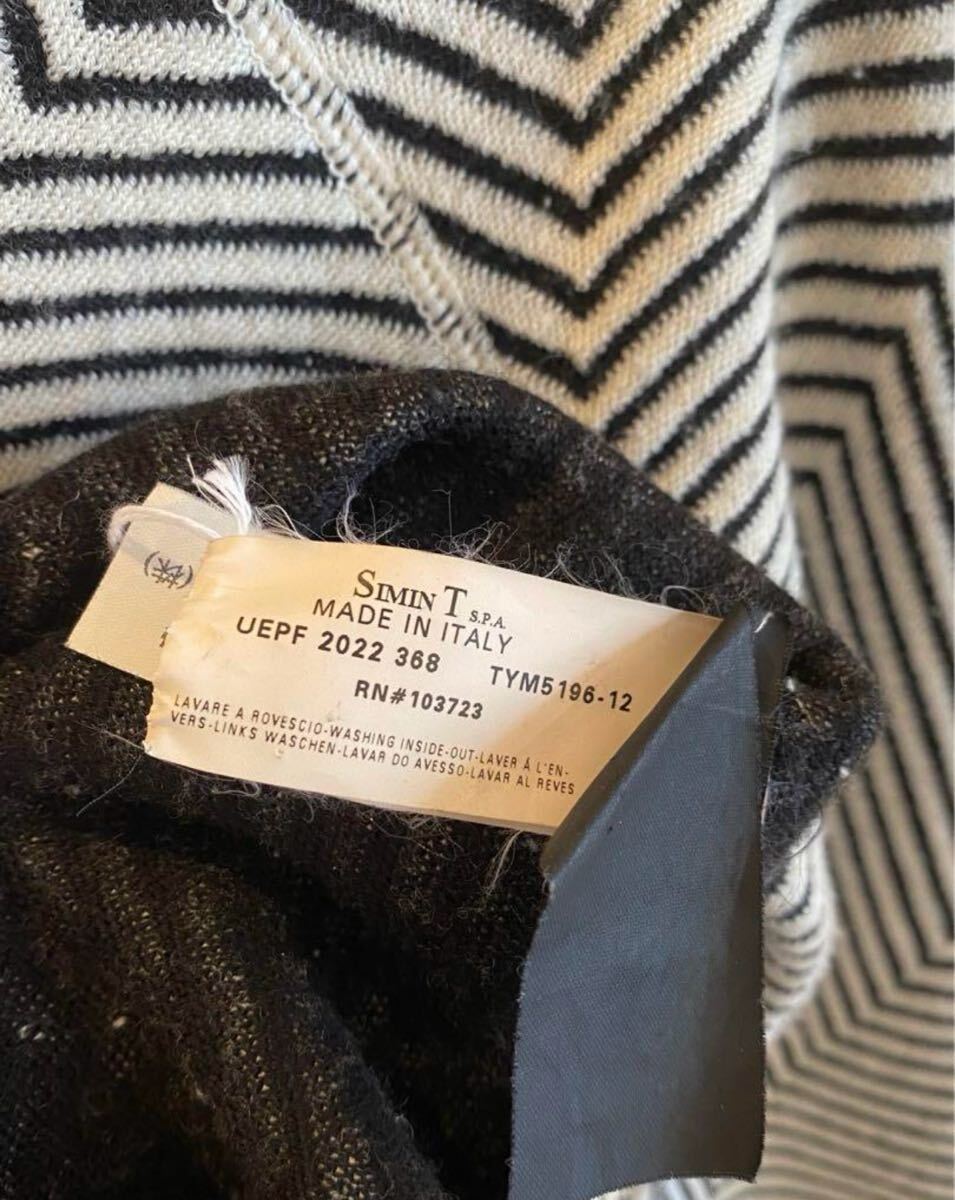 SIMIN T S.P.A.
MADE IN ITALY
UEPF 2022 368 TYM5196-12
RN#103723
LAVARE A ROVESCIO-WASHING INSIDE-OUT-LAVER Á L'EN-
VERS-LINKS WASCHEN-LAVAR DO AVESSO-LAVAR AL REVES